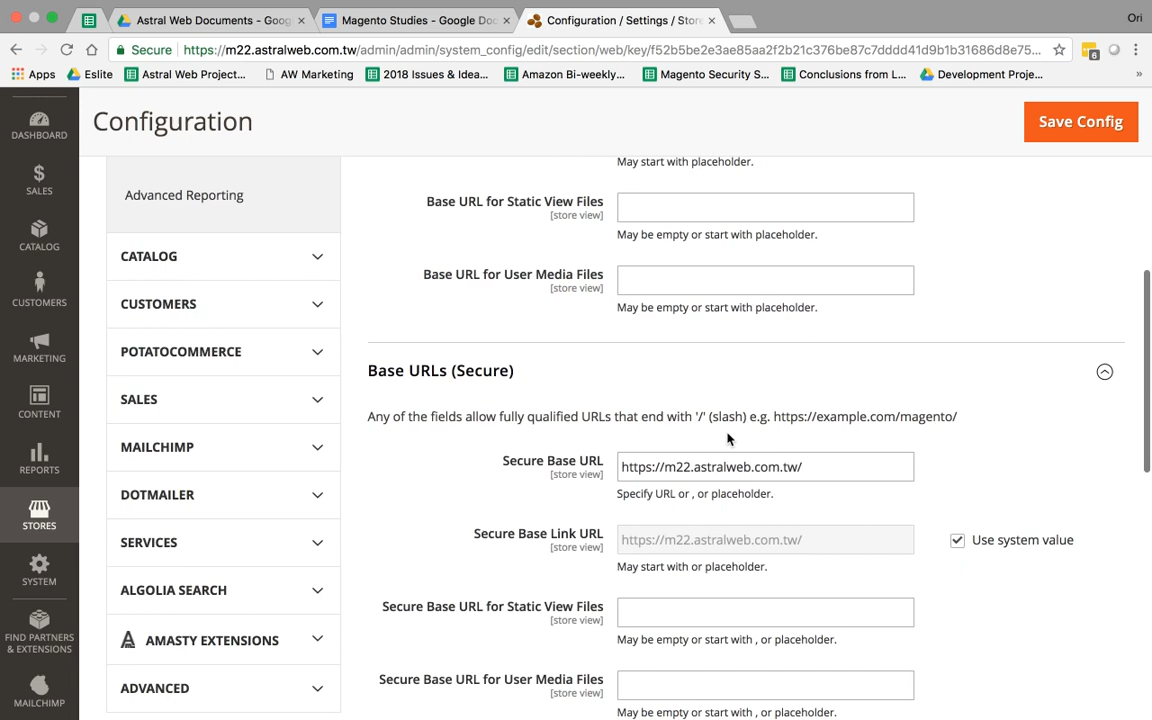 Astral Web Documents - Goog
Magento Studies - Google Doc
Configuration / Settings / Stor
Ori
Secure
https://m22.astralweb.com.tw/admin/admin/system_config/edit/section/web/key/f52b5be2e3ae85aa2f2b21c376be87c7dddd41d9b1b31686d8e75...
6
Apps
Eslite
Astral Web Project...
AW Marketing
2018 Issues & Idea...
Amazon Bi-weekly...
Magento Security S...
Conclusions from L...
Development Proje...
»
Configuration
Save Config
DASHBOARD
SALES
CATALOG
CUSTOMERS
MARKETING
CONTENT
REPORTS
STORES
SYSTEM
FIND PARTNERS
& EXTENSIONS
MAILCHIMP
Advanced Reporting
CATALOG
CUSTOMERS
POTATOCOMMERCE
SALES
MAILCHIMP
DOTMAILER
SERVICES
ALGOLIA SEARCH
AMASTY EXTENSIONS
ADVANCED
May start with placeholder.
Base URL for Static View Files
[store view]
May be empty or start with placeholder.
Base URL for User Media Files
[store view]
May be empty or start with placeholder.
Base URLs (Secure)
Any of the fields allow fully qualified URLs that end with '/' (slash) e.g. https://example.com/magento/
Secure Base URL
[store view]
https://m22.astralweb.com.tw/
Specify URL or , or placeholder.
Secure Base Link URL
[store view]
https://m22.astralweb.com.tw/
Use system value
May start with or placeholder.
Secure Base URL for Static View Files
[store view]
May be empty or start with , or placeholder.
Secure Base URL for User Media Files
[store view]
May be empty or start with , or placeholder.